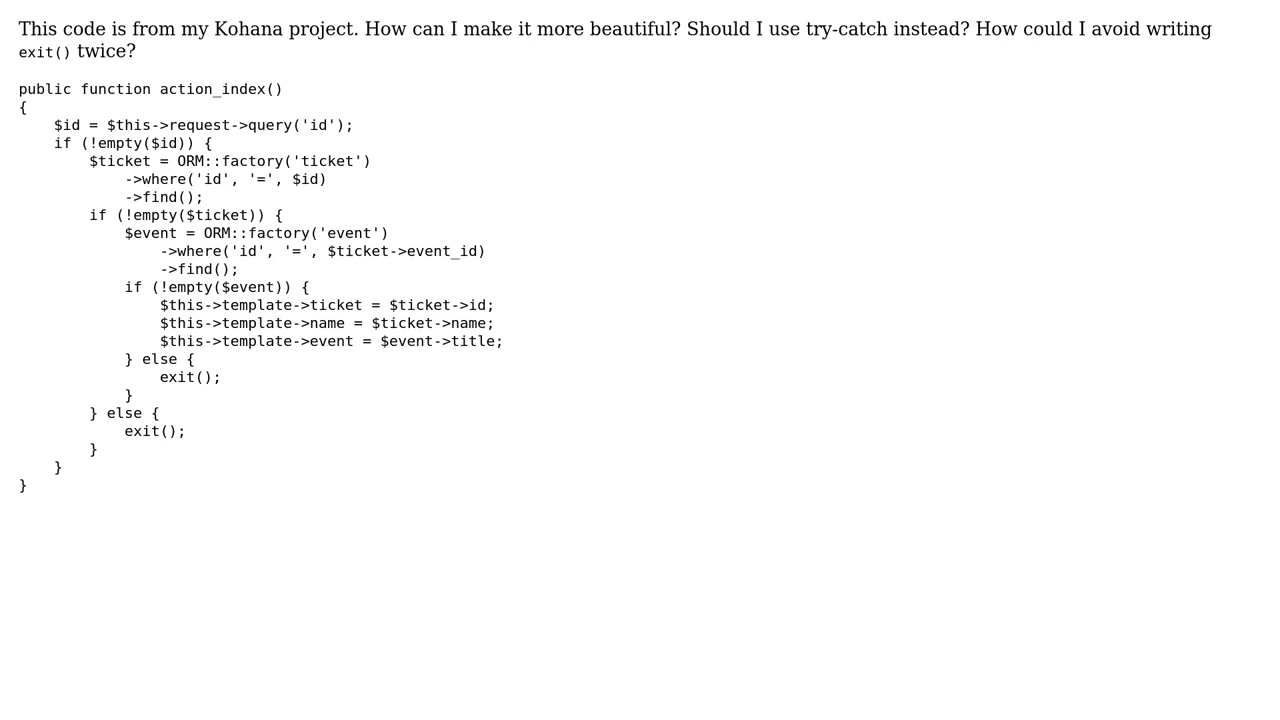 This code is from my Kohana project. How can I make it more beautiful? Should I use try-catch instead? How could I avoid writing
exit() twice?
public function action_index()
{
    $id = $this->request->query('id');
    if (!empty($id)) {
        $ticket = ORM::factory('ticket')
            ->where('id', '=', $id)
            ->find();
        if (!empty($ticket)) {
            $event = ORM::factory('event')
                ->where('id', '=', $ticket->event_id)
                ->find();
            if (!empty($event)) {
                $this->template->ticket = $ticket->id;
                $this->template->name = $ticket->name;
                $this->template->event = $event->title;
            } else {
                exit();
            }
        } else {
            exit();
        }
    }
}